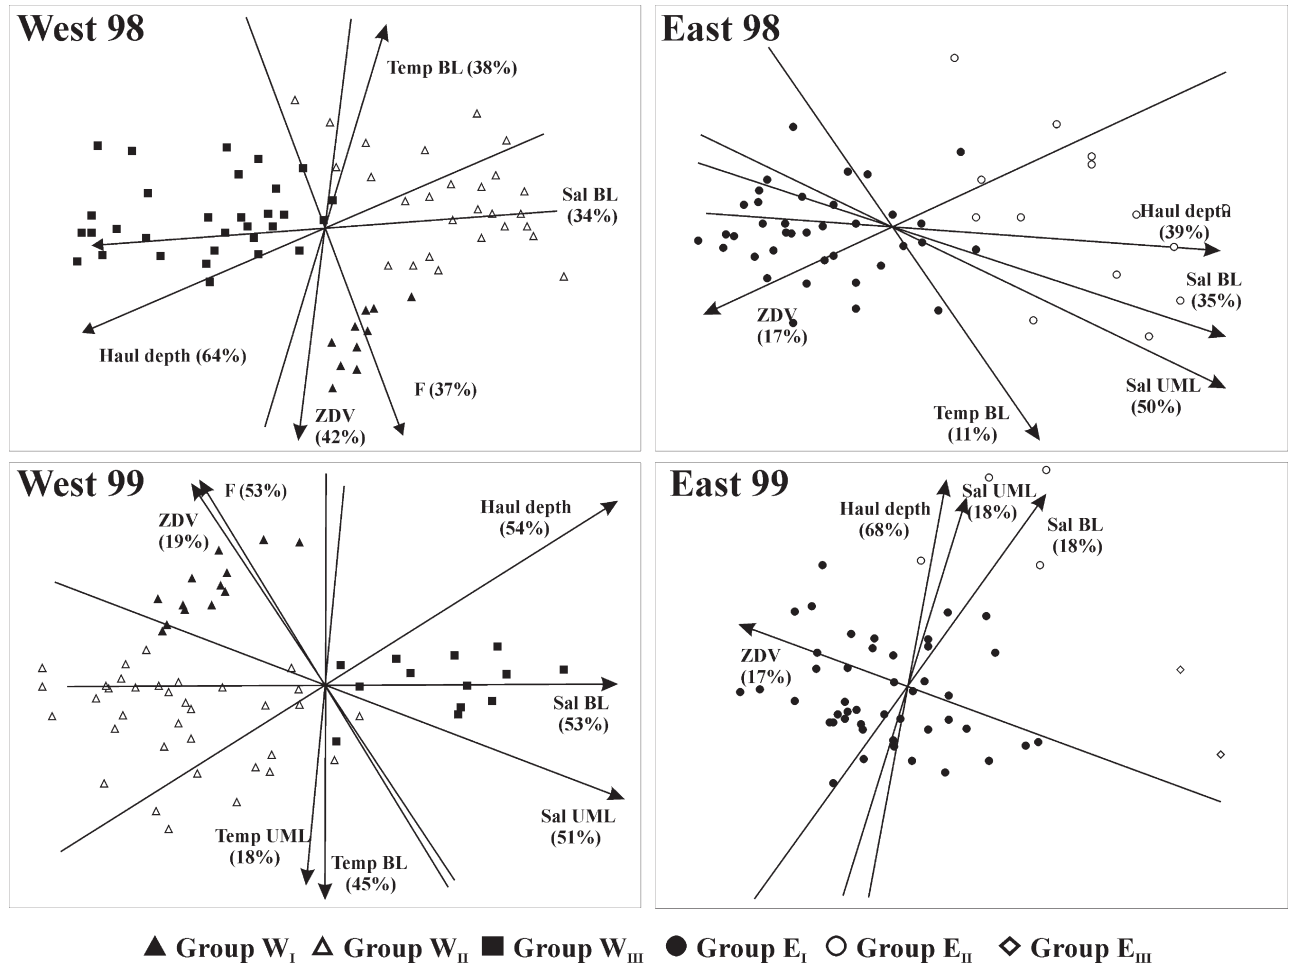 West 98
Temp BL (38%)
Sal BL
(34%)
Haul depth (64%)
F (37%)
ZDV
(42%)
East 98
Haul depth
(39%)
Sal BL
(35%)
ZDV
(17%)
Sal UML
(50%)
Temp BL
(11%)
West 99
F (53%)
ZDV
(19%)
Haul depth
(54%)
Sal BL
(53%)
Sal UML
(51%)
Temp UML
(18%)
Temp BL
(45%)
East 99
Haul depth
(68%)
Sal UML
(18%)
Sal BL
(18%)
ZDV
(17%)
Group WI Group WII Group WIII Group EI Group EII Group EIII